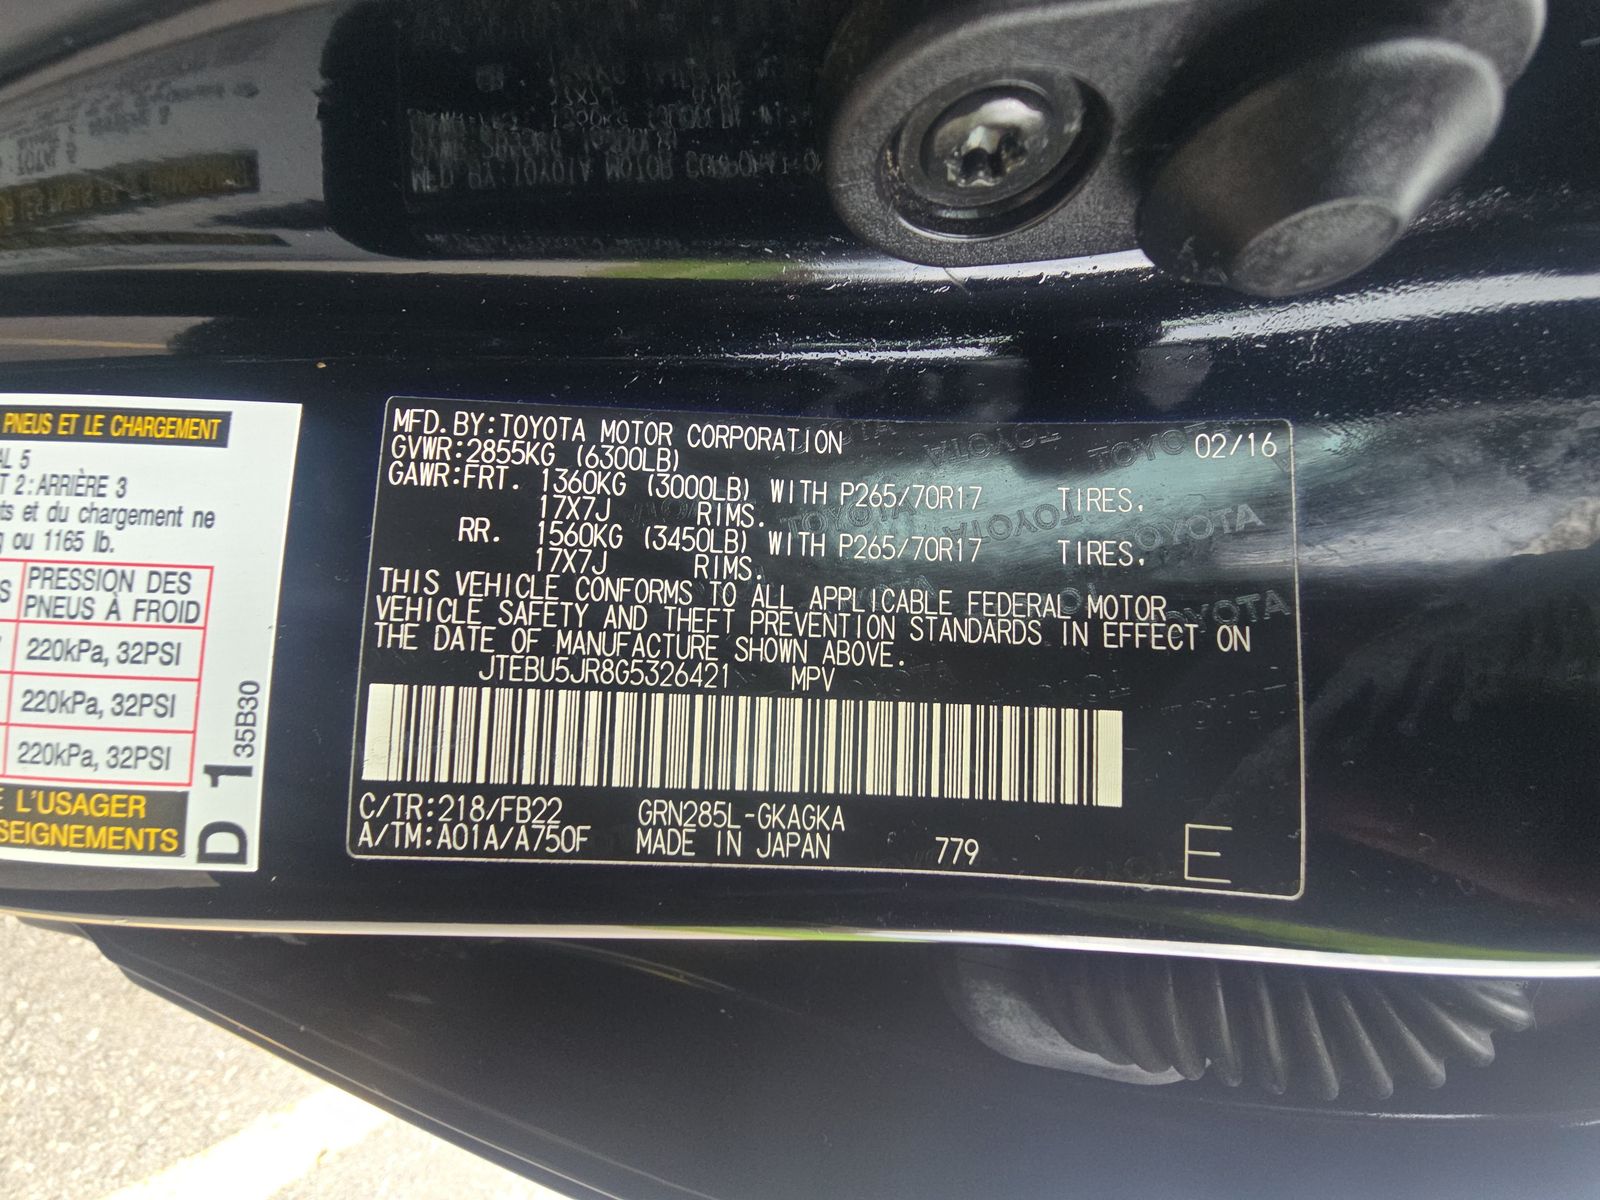 PNEUS ET LE CHARGEMENT
AL 5
T 2: ARRIÈRE 3
ts et du chargement ne
g ou 1165 lb.
S PRESSION DES
PNEUS À FROID
220kPa, 32PSI
220kPa, 32PSI
220kPa, 32PSI
E L'USAGER
SEIGNEMENTS
D 1
35B30
MFD. BY: TOYOTA MOTOR CORPORATION 02/16
GVWR: 2855KG (6300LB)
GAWR: FRT. 1360KG (3000LB) WITH P265/70R17 TIRES,
17X7J RIMS.
RR. 1560KG (3450LB) WITH P265/70R17 TIRES,
17X7J RIMS.
THIS VEHICLE CONFORMS TO ALL APPLICABLE FEDERAL MOTOR
VEHICLE SAFETY AND THEFT PREVENTION STANDARDS IN EFFECT ON
THE DATE OF MANUFACTURE SHOWN ABOVE.
JTEBU5JR8G5326421 MPV
C/TR: 218/FB22 GRN285L-GKAGKA
A/TM: A01A/A750F MADE IN JAPAN 779 E